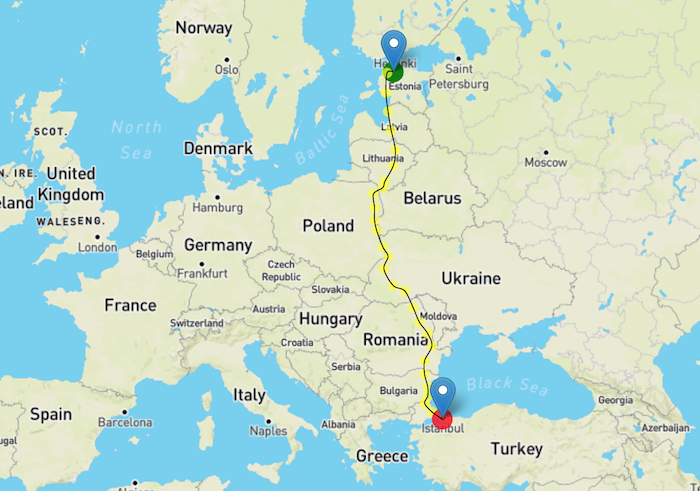 Norway
Oslo
Helsinki
Saint
Petersburg
Estonia
SCOT.
North
Sea
Baltic Sea
Latvia
Denmark
Lithuania
Moscow
N. IRE.
United
Kingdom
Hamburg
Belarus
eland
WALES
ENG.
Poland
London
Belgium
Germany
Frankfurt
Czech
Republic
Ukraine
Slovakia
France
Austria
Moldova
Switzerland
Hungary
Croatia
Romania
Serbia
Italy
Bulgaria
Black Sea
Georgia
Spain
Barcelona
Naples
Albania
Istanbul
Azerbaijan
ugal
Greece
Turkey